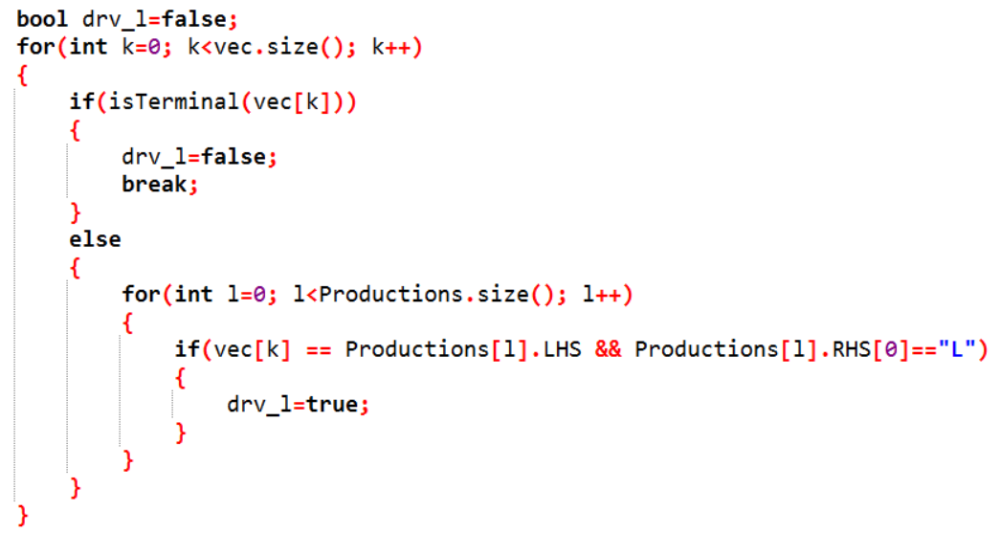 bool drv_l=false;
for(int k=0; k<vec.size(); k++)
{
    if(isTerminal(vec[k]))
    {
        drv_l=false;
        break;
    }
    else
    {
        for(int l=0; l<Productions.size(); l++)
        {
            if(vec[k] == Productions[l].LHS && Productions[l].RHS[0]=="L")
            {
                drv_l=true;
            }
        }
    }
}